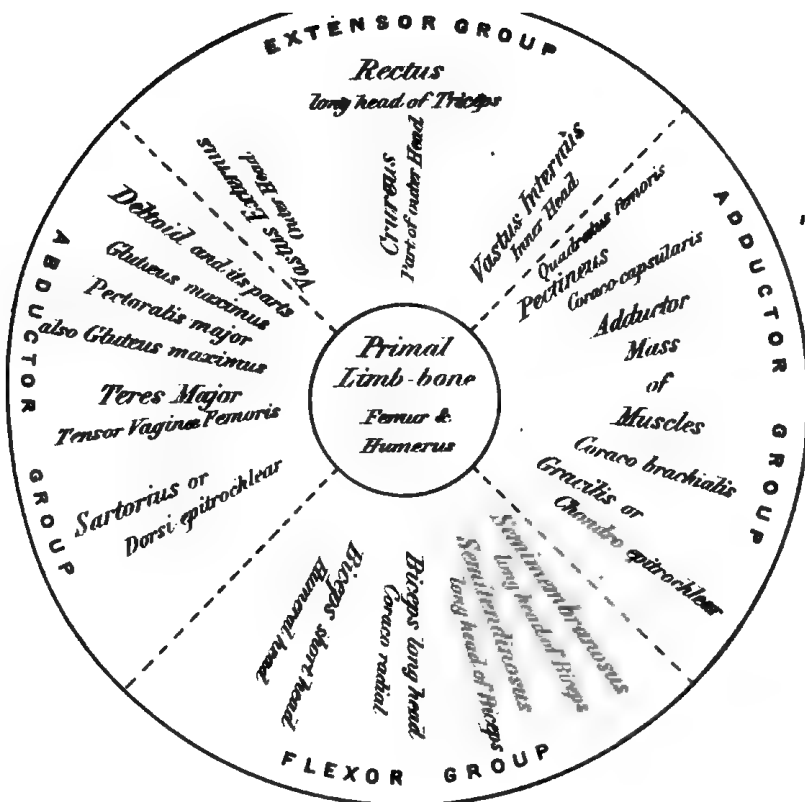 EXTENSOR GROUP
Rectus
long head of Triceps
Vastus Externus
Outer Head.
Crureus
Part of outer Head
Vastus Internus
Inner Head
ADDUCTOR GROUP
Quadratus femoris
Pectineus
Coraco-capsularis
Adductor
Mass
of
Muscles
Coraco brachialis
Gracilis or
Chondro epitrochlear
ABDUCTOR GROUP
Deltoid and its parts
Gluteus maximus
Pectoralis major
also Gluteus maximus
Teres Major
Tensor Vaginæ Femoris
Sartorius or
Dorsi epitrochlear
Primal
Limb-bone
Femur &
Humerus
Semimembranosus
long head of Biceps
Semitendinosus
long head of Biceps
Biceps long head
Coraco radial.
Biceps short head
Humeral head.
FLEXOR GROUP